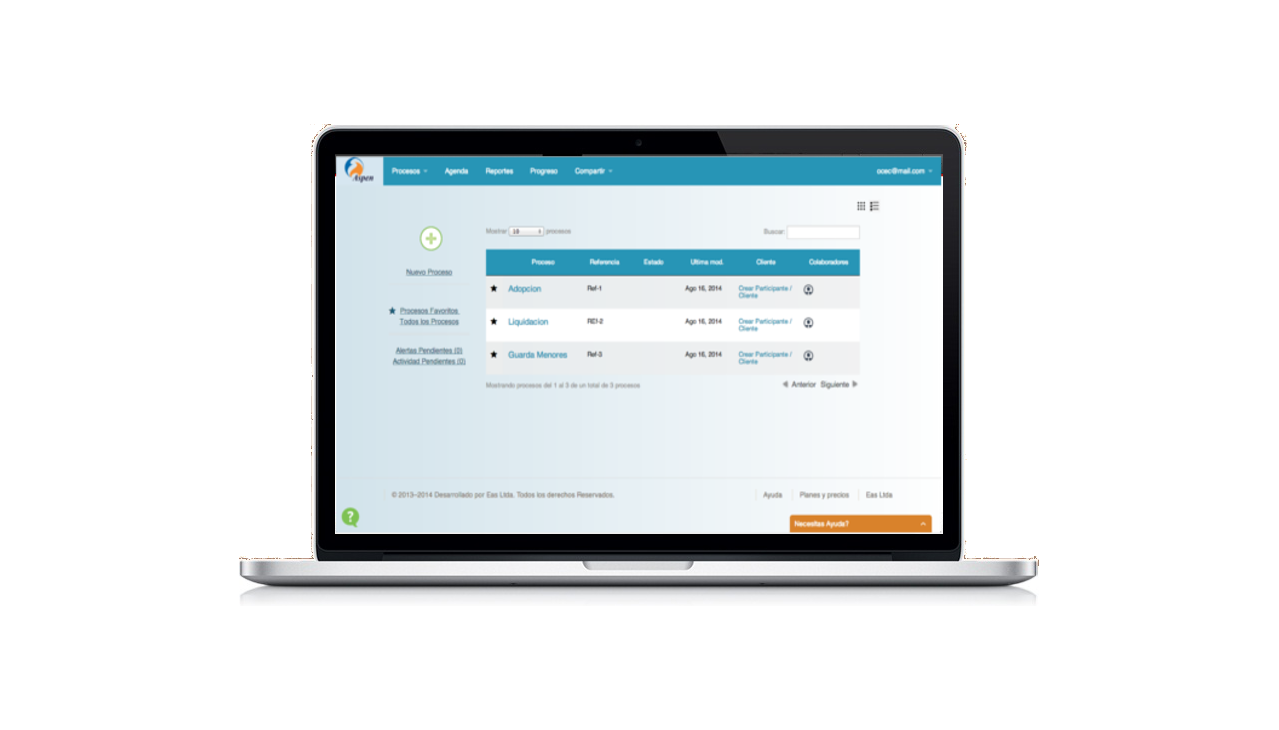 Aspen
Procesos Agenda Reportes Progreso Compartir ocec@mail.com
Mostrar 10 procesos Buscar:
Nuevo Proceso
Procesos Favoritos
Todos los Procesos
Alertas Pendientes (0)
Actividad Pendientes (0)
Proceso Referencia Estado Ultima mod. Cliente Colaboradores
Adopcion Ref-1 Ago 16, 2014 Crear Participante /
Cliente
Liquidacion REf-2 Ago 16, 2014 Crear Participante /
Cliente
Guarda Menores Ref-3 Ago 16, 2014 Crear Participante /
Cliente
Mostrando procesos del 1 al 3 de un total de 3 procesos Anterior Siguiente
© 2013-2014 Desarrollado por Eas Ltda. Todos los derechos Reservados. Ayuda Planes y precios Eas Ltda
?
Necesitas Ayuda?